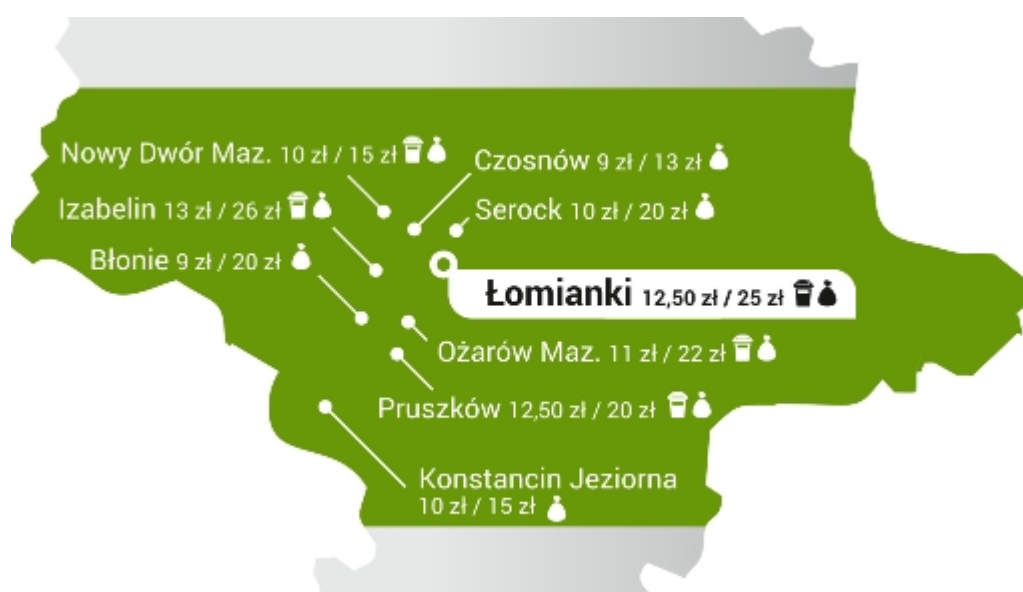 Nowy Dwór Maz. 10 zł / 15 zł
Czosnów 9 zł / 13 zł
Izabelin 13 zł / 26 zł
Serock 10 zł / 20 zł
Błonie 9 zł / 20 zł
Łomianki 12,50 zł / 25 zł
Ożarów Maz. 11 zł / 22 zł
Pruszków 12,50 zł / 20 zł
Konstancin Jeziorna
10 zł / 15 zł